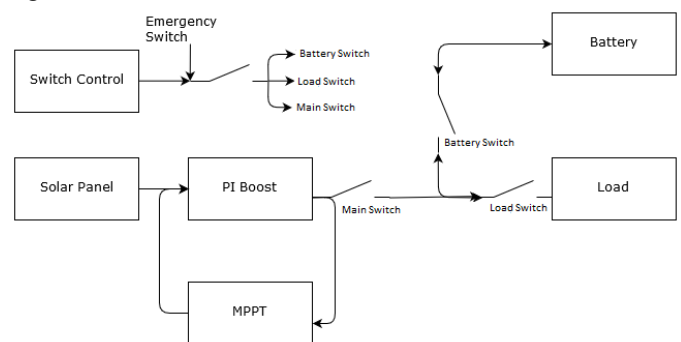 Emergency
Switch
Battery
Battery Switch
Switch Control
Load Switch
Main Switch
Battery Switch
Solar Panel
PI Boost
Load
Main Switch
Load Switch
MPPT